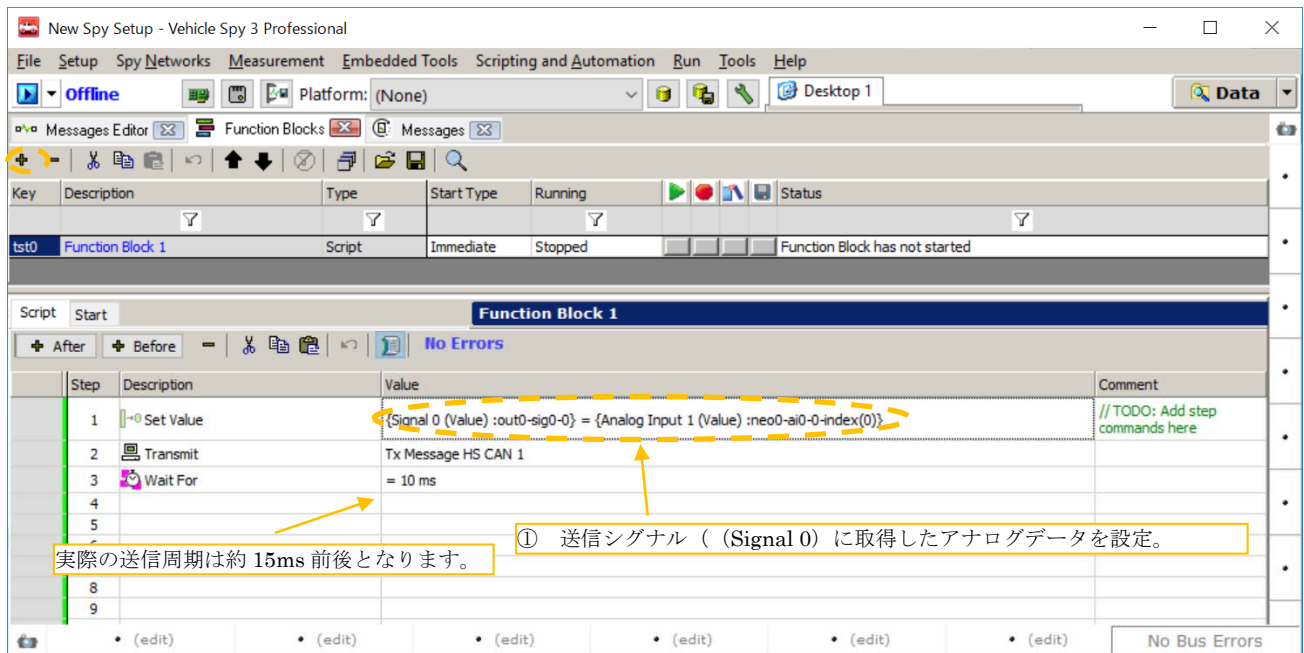 New Spy Setup - Vehicle Spy 3 Professional
File Setup Spy Networks Measurement Embedded Tools Scripting and Automation Run Tools Help
Offline Platform: (None) Desktop 1 Data
Messages Editor Function Blocks Messages
Key Description Type Start Type Running Status
tst0 Function Block 1 Script Immediate Stopped Function Block has not started
Script Start Function Block 1
After Before No Errors
Step Description Value Comment
1 Set Value {Signal 0 (Value) :out0-sig0-0} = {Analog Input 1 (Value) :neo0-ai0-0-index(0)} // TODO: Add step
commands here
2 Transmit Tx Message HS CAN 1
3 Wait For = 10 ms
4
5
① 送信シグナル（（Signal 0）に取得したアナログデータを設定。
実際の送信周期は約 15ms 前後となります。
8
9
(edit) (edit) (edit) (edit) (edit) (edit) No Bus Errors